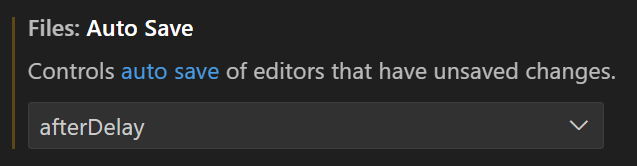 Files: Auto Save
Controls auto save of editors that have unsaved changes.
afterDelay